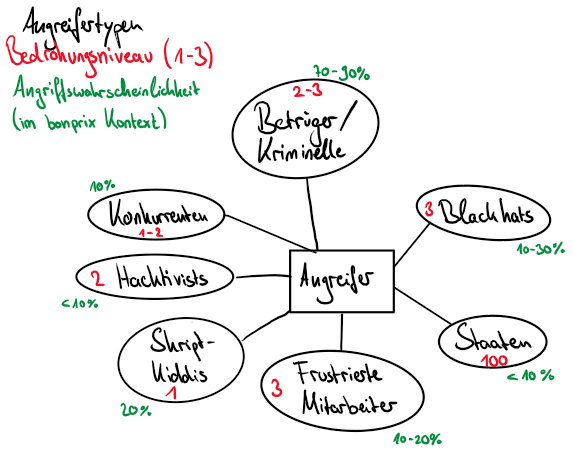 Angreifertypen
Bedrohungsniveau (1-3)
Angriffswahrscheinlichkeit
(im bonprix Kontext)
70-90%
2-3
Betrüger/
Kriminelle
10%
Konkurrenten
1-2
3 Blackhats
10-30%
2 Hacktivists
<10%
Angreifer
Skript-
Kiddis
1
20%
Staaten
100
<10%
3 Frustrierte
Mitarbeiter
10-20%